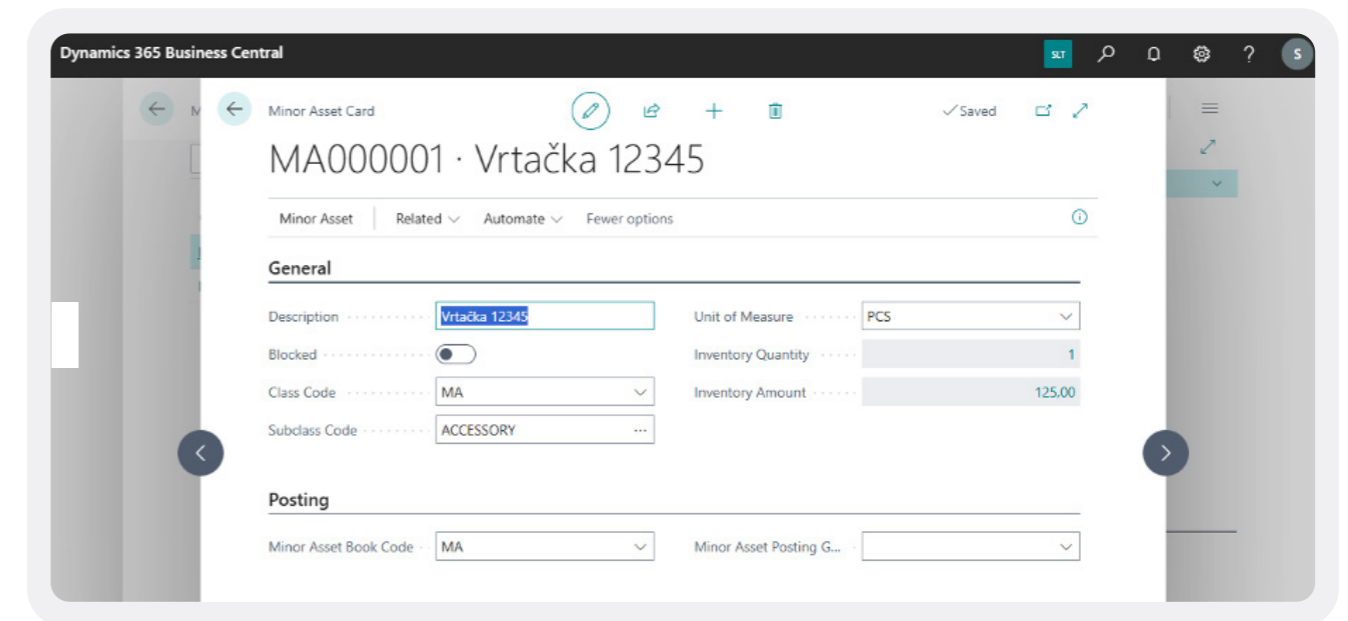 Dynamics 365 Business Central
SLT ? S
Minor Asset Card
Saved
MA000001 · Vrtačka 12345
Minor Asset Related Automate Fewer options
General
Description Vrtačka 12345 Unit of Measure PCS
Blocked Inventory Quantity 1
Class Code MA Inventory Amount 125,00
Subclass Code ACCESSORY ...
Posting
Minor Asset Book Code MA Minor Asset Posting G...